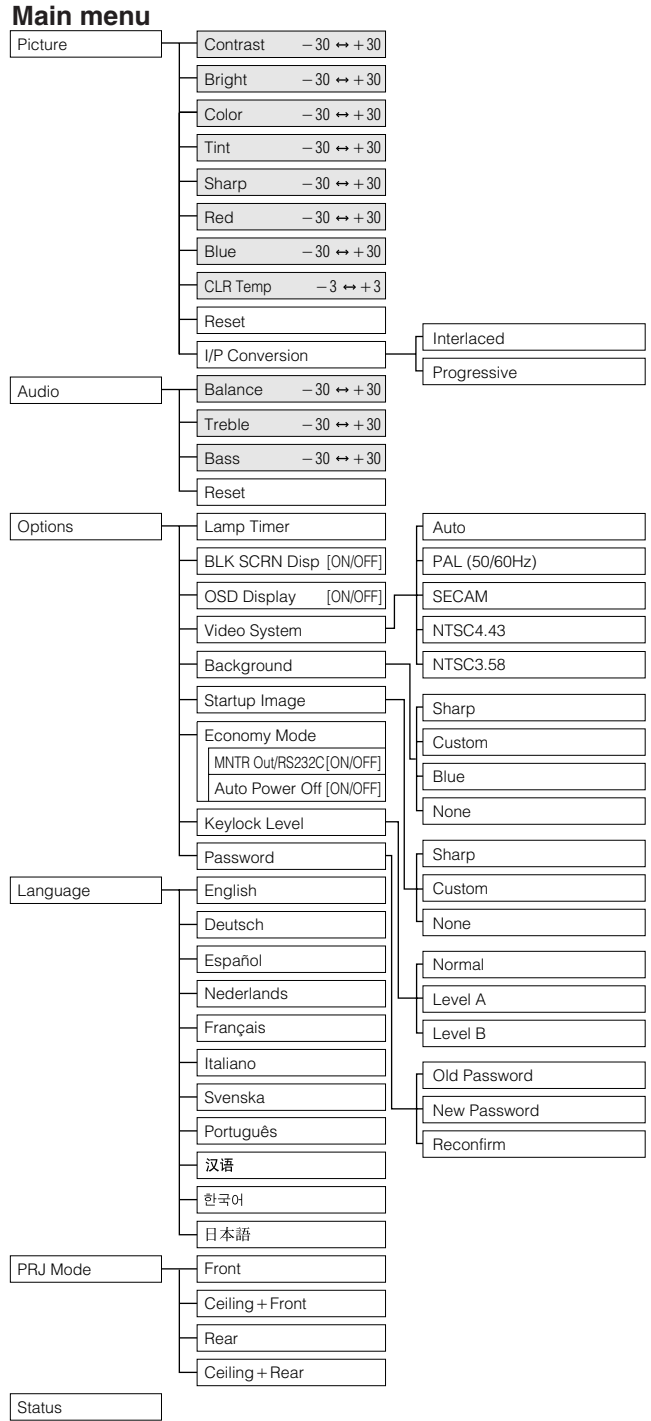 Main menu
Picture
Contrast −30 ↔ +30
Bright −30 ↔ +30
Color −30 ↔ +30
Tint −30 ↔ +30
Sharp −30 ↔ +30
Red −30 ↔ +30
Blue −30 ↔ +30
CLR Temp −3 ↔ +3
Reset
I/P Conversion
Interlaced
Progressive
Audio
Balance −30 ↔ +30
Treble −30 ↔ +30
Bass −30 ↔ +30
Reset
Options
Lamp Timer
BLK SCRN Disp [ON/OFF]
OSD Display [ON/OFF]
Video System
Auto
PAL (50/60Hz)
SECAM
NTSC4.43
NTSC3.58
Background
Sharp
Custom
Blue
None
Startup Image
Sharp
Custom
None
Economy Mode
MNTR Out/RS232C[ON/OFF]
Auto Power Off [ON/OFF]
Keylock Level
Normal
Level A
Level B
Password
Old Password
New Password
Reconfirm
Language
English
Deutsch
Español
Nederlands
Français
Italiano
Svenska
Português
汉语
한국어
日本語
PRJ Mode
Front
Ceiling+Front
Rear
Ceiling+Rear
Status